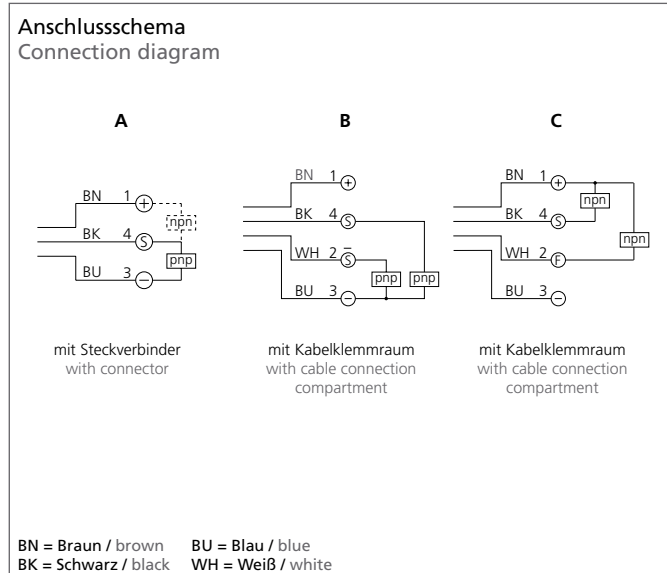 Anschlussschema
Connection diagram
A
BN 1 +
npn
BK 4 S
pnp
BU 3 −
mit Steckverbinder
with connector
B
BN 1 +
BK 4 S
WH 2 S̅
pnp pnp
BU 3 −
mit Kabelklemmraum
with cable connection
compartment
C
BN 1 +
npn
BK 4 S
npn
WH 2 F
BU 3 −
mit Kabelklemmraum
with cable connection
compartment
BN = Braun / brown BU = Blau / blue
BK = Schwarz / black WH = Weiß / white